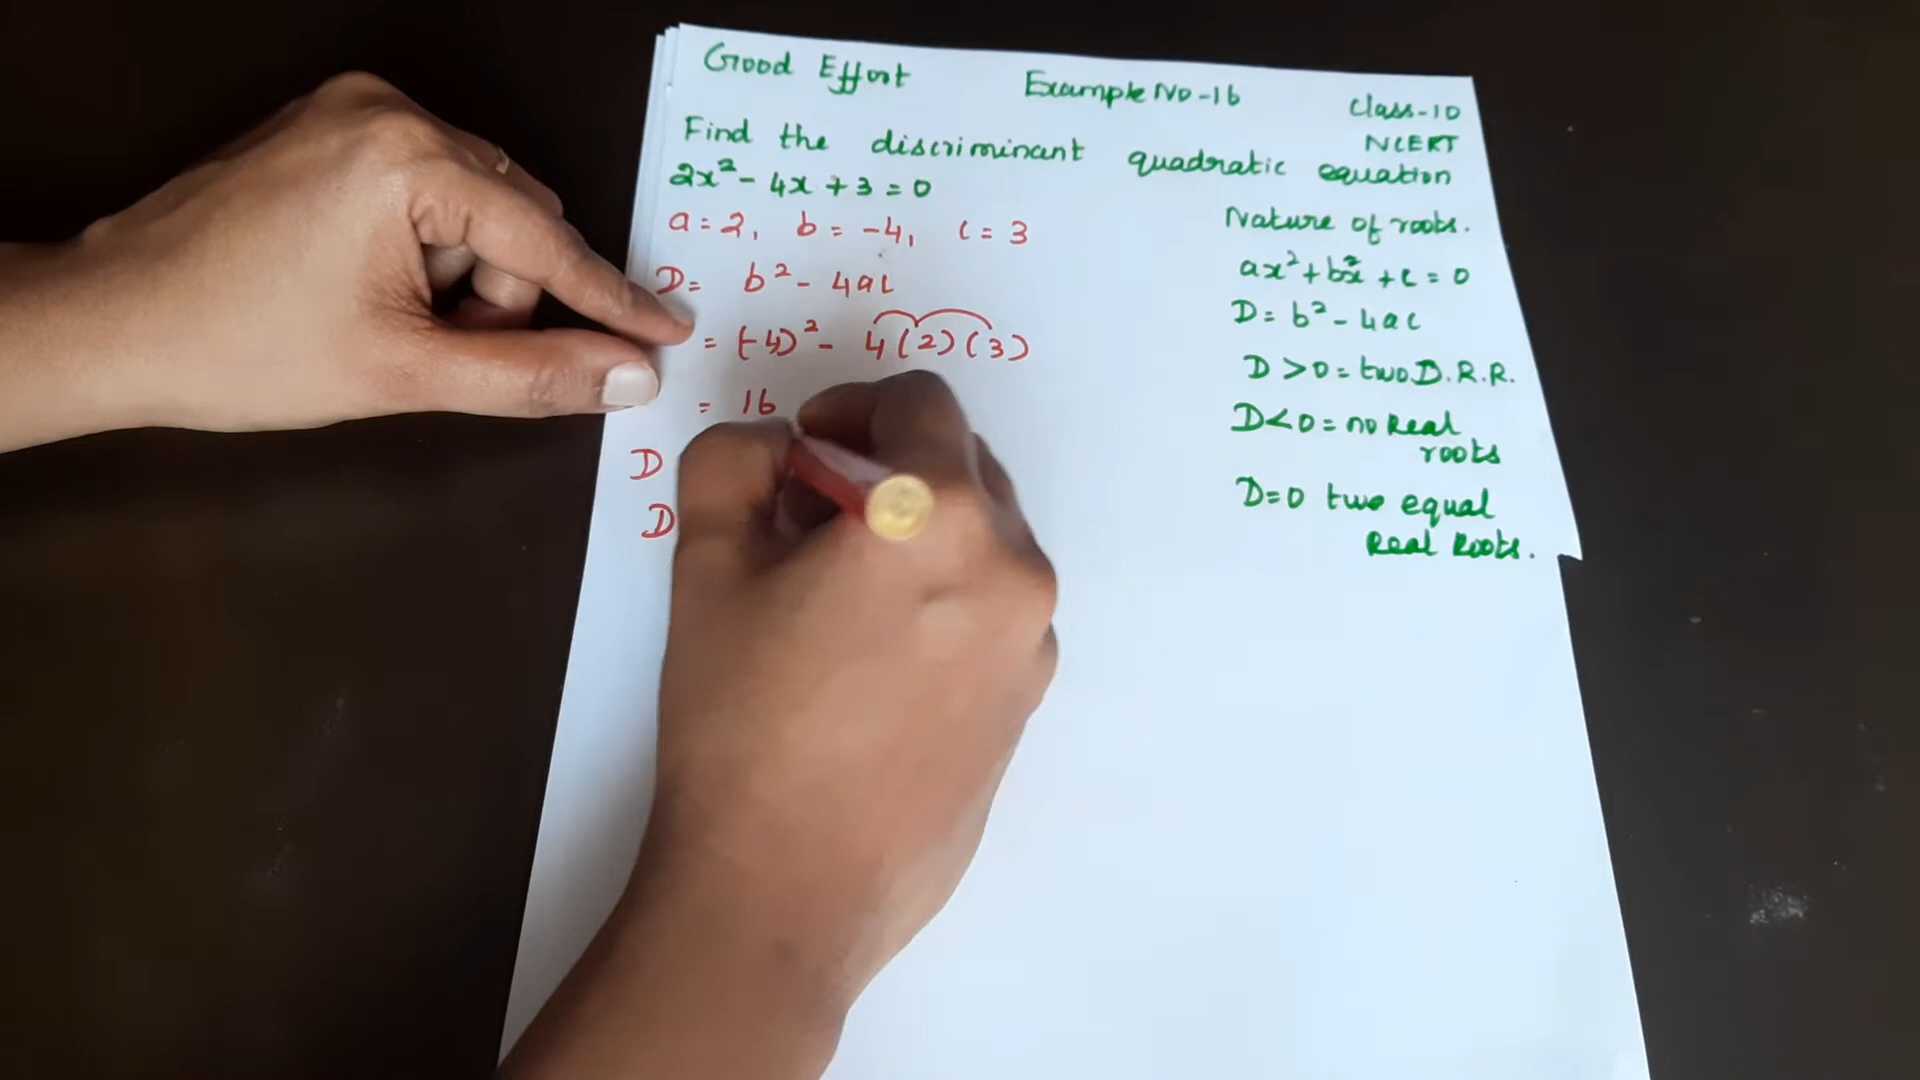 Good Effort Example No-16 Class-10
NCERT
Find the discriminant quadratic equation
2x² - 4x + 3 = 0
a = 2, b = -4, c = 3
D = b² - 4ac
= (-4)² - 4(2)(3)
= 16
D
D
Nature of roots.
ax² + bx² + c = 0
D = b² - 4ac
D > 0 = two D.R.R.
D < 0 = no Real
roots
D = 0 two equal
Real Roots.